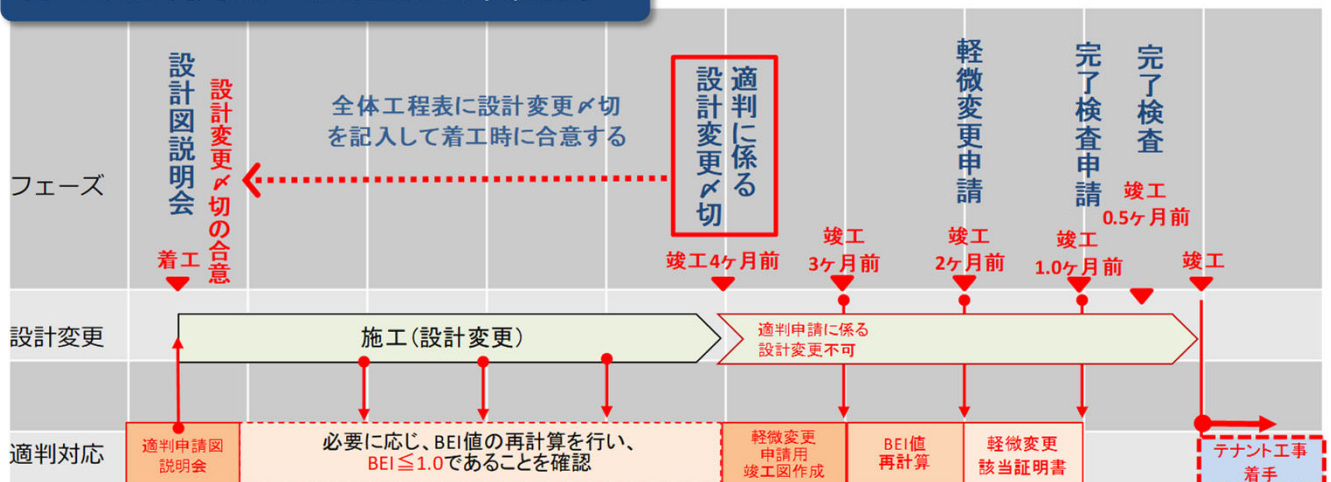 フェーズ
設計図説明会
設計変更〆切の合意
着工
全体工程表に設計変更〆切
を記入して着工時に合意する
適判に係る
設計変更〆切
竣工4ヶ月前
竣工
3ヶ月前
軽微変更申請
竣工
2ヶ月前
完了検査申請
竣工
1.0ヶ月前
完了検査
竣工
0.5ヶ月前
竣工
設計変更
施工(設計変更)
適判申請に係る
設計変更不可
適判対応
適判申請図
説明会
必要に応じ、BEI値の再計算を行い、
BEI≦1.0であることを確認
軽微変更
申請用
竣工図作成
BEI値
再計算
軽微変更
該当証明書
テナント工事
着手